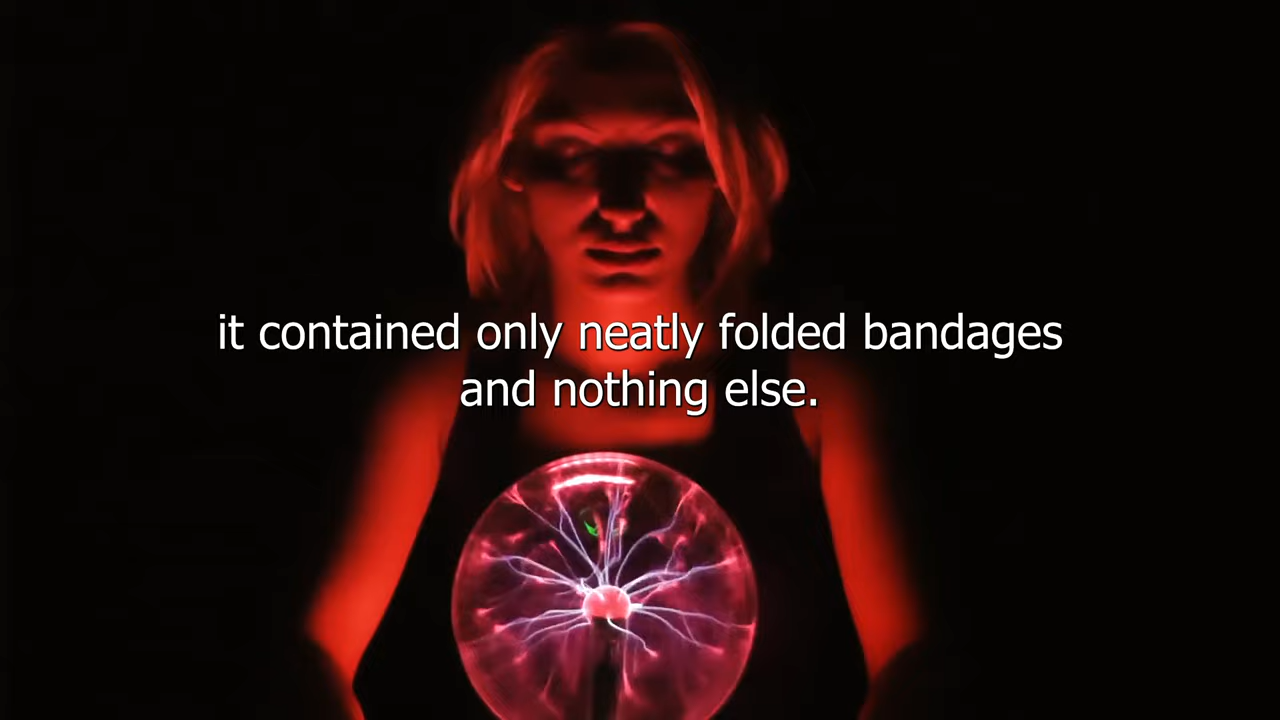 it contained only neatly folded bandages
and nothing else.